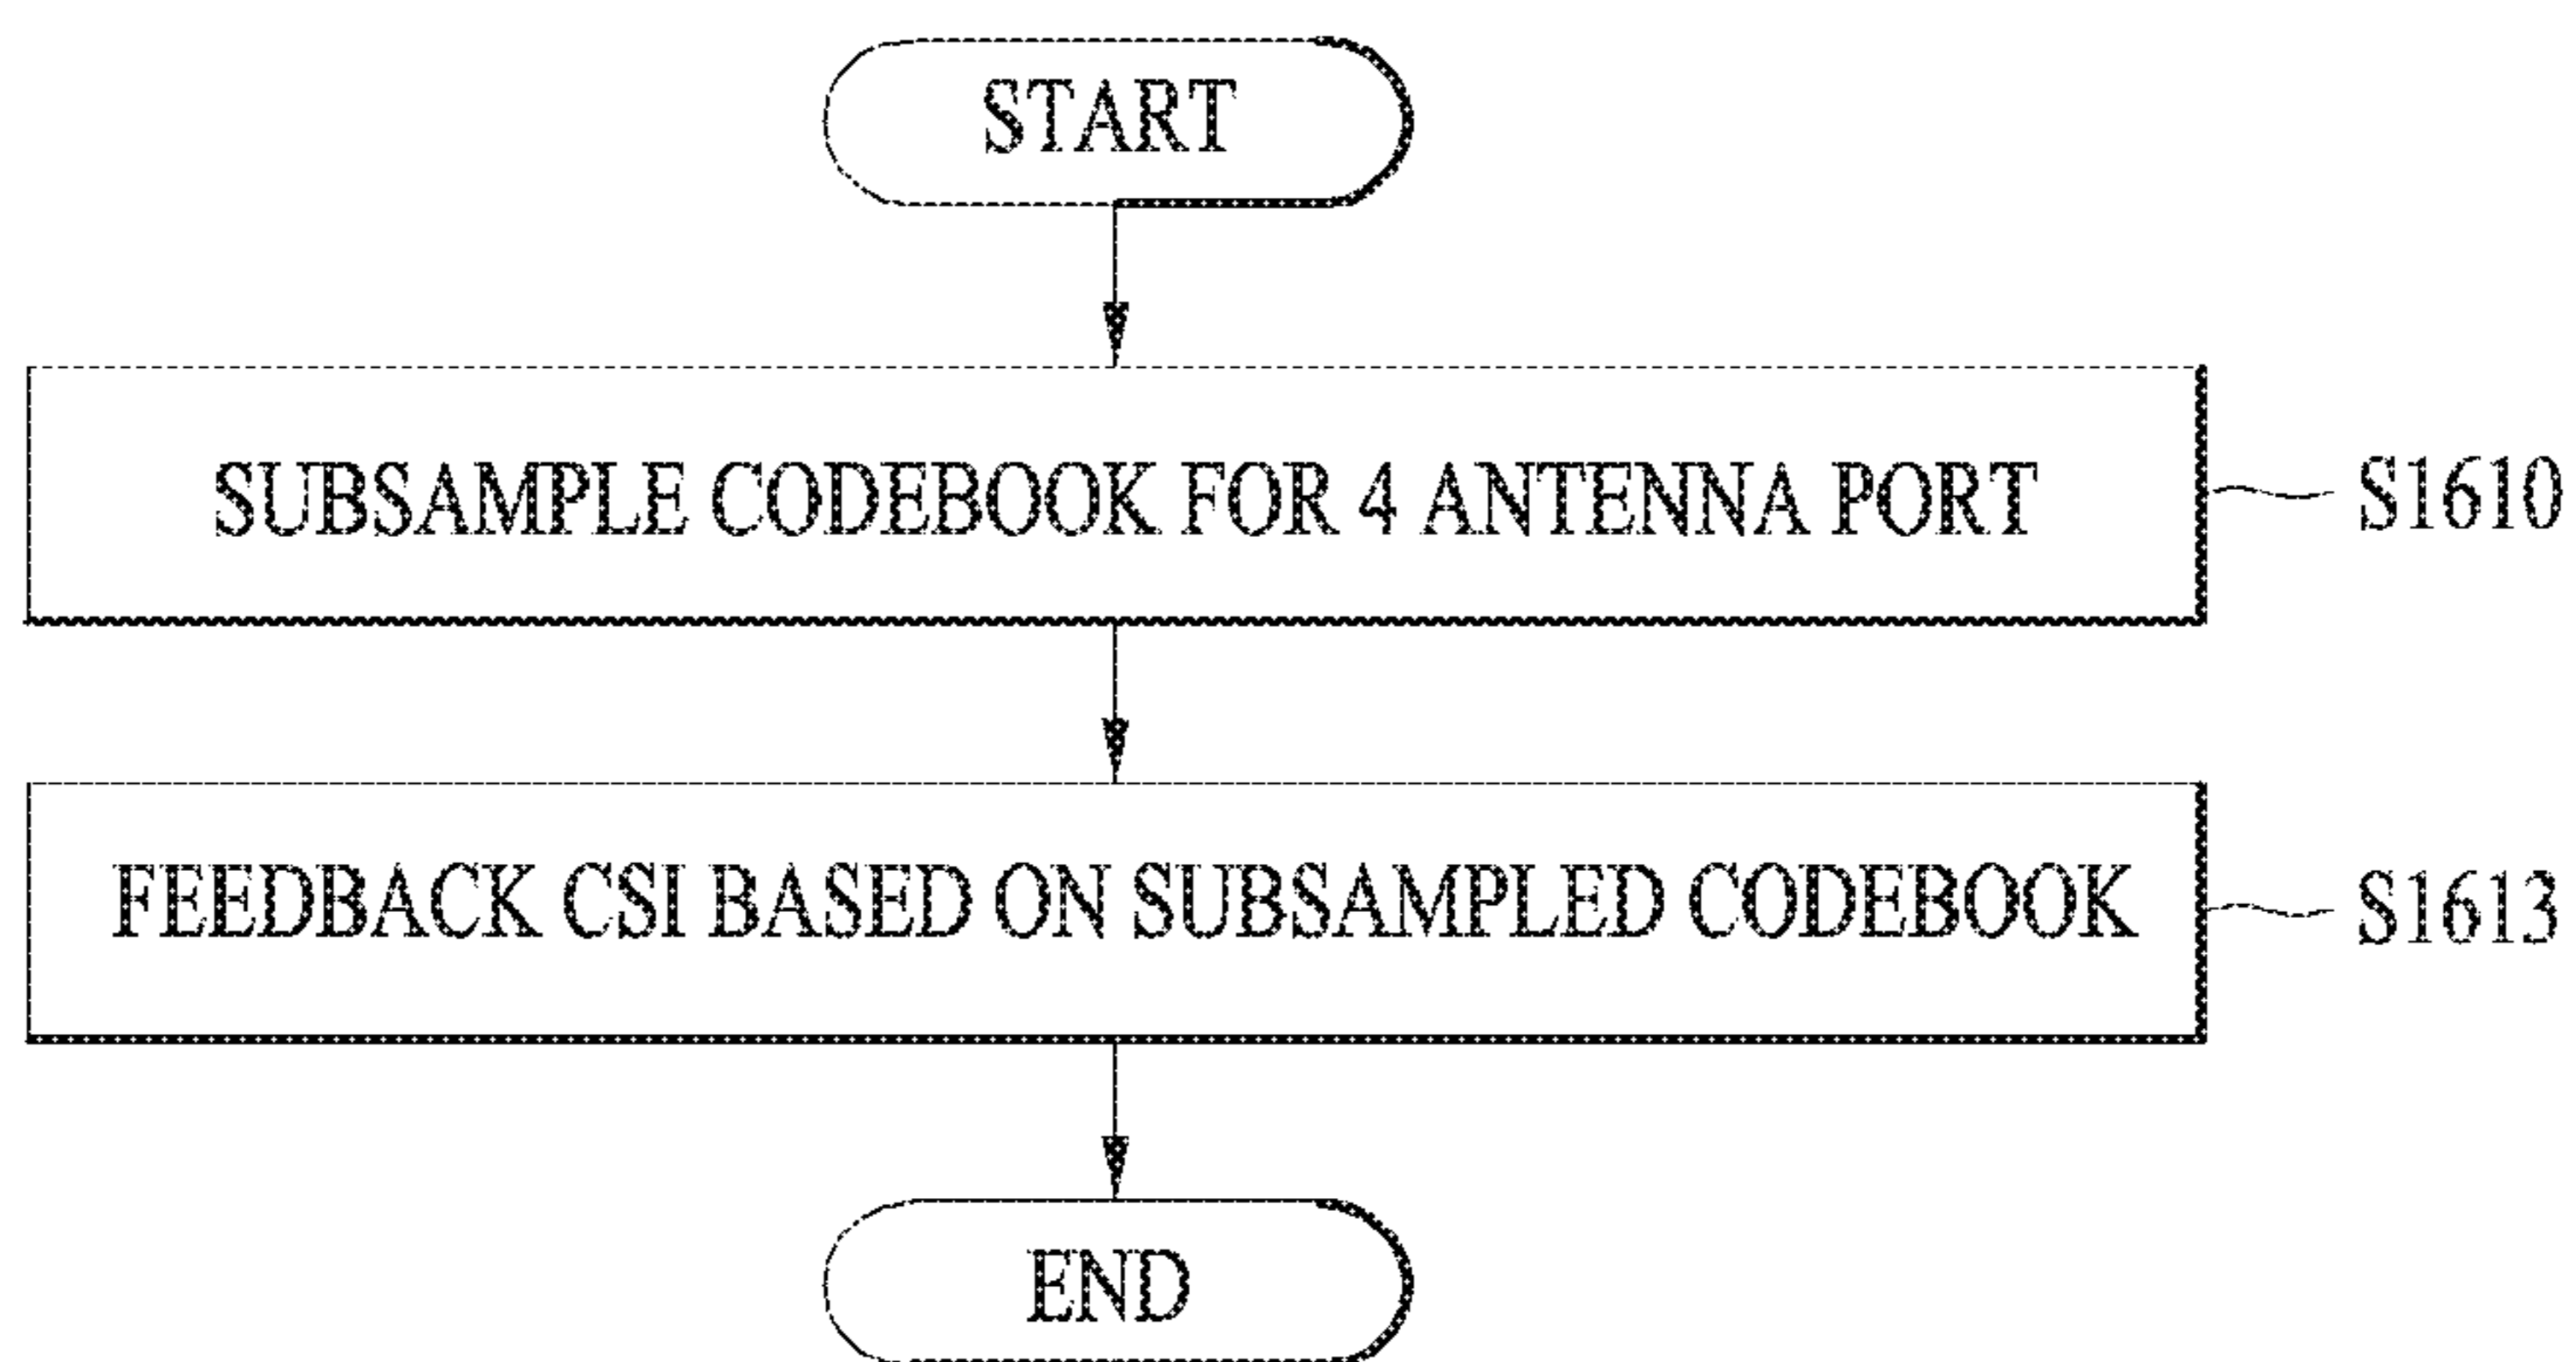 START
SUBSAMPLE CODEBOOK FOR 4 ANTENNA PORT
S1610
FEEDBACK CSI BASED ON SUBSAMPLED CODEBOOK
S1613
END